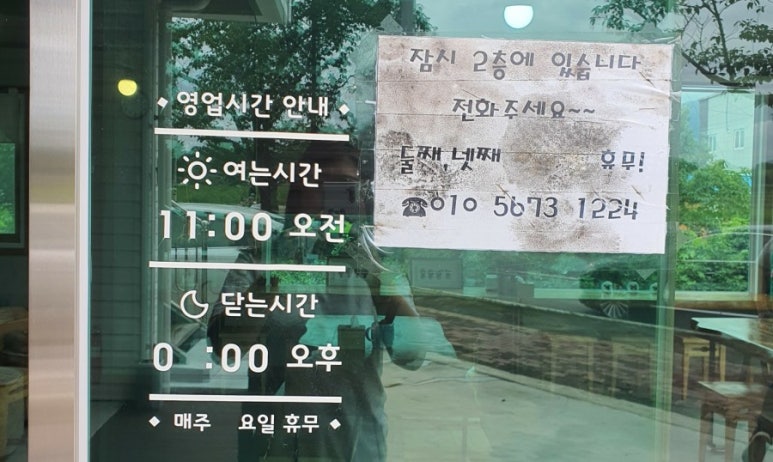 영업시간 안내
여는시간
11:00 오전
닫는시간
0 :00 오후
매주 요일 휴무
잠시 2층에 있습니다
전화주세요~~
둘째,넷째 휴무!
☎010 5673 1224